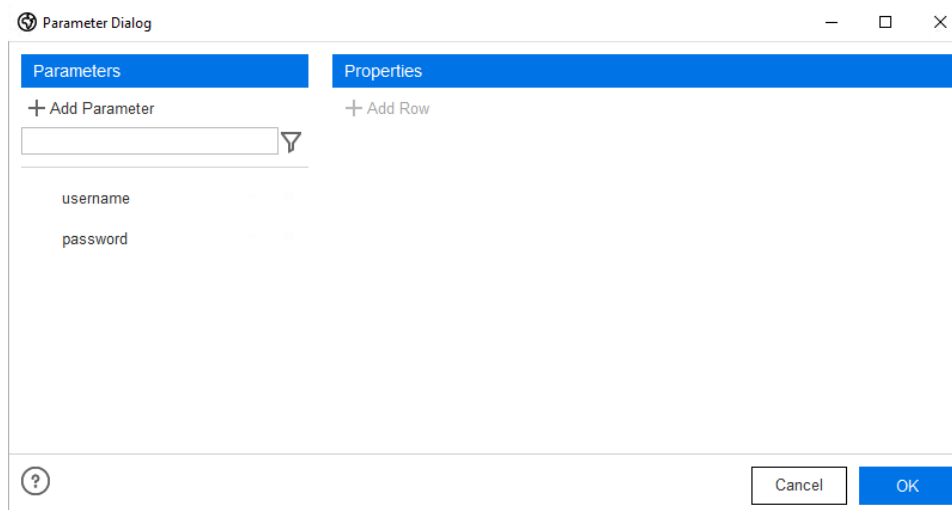 Parameter Dialog
Parameters
Add Parameter
username
password
Properties
Add Row
?
Cancel
OK